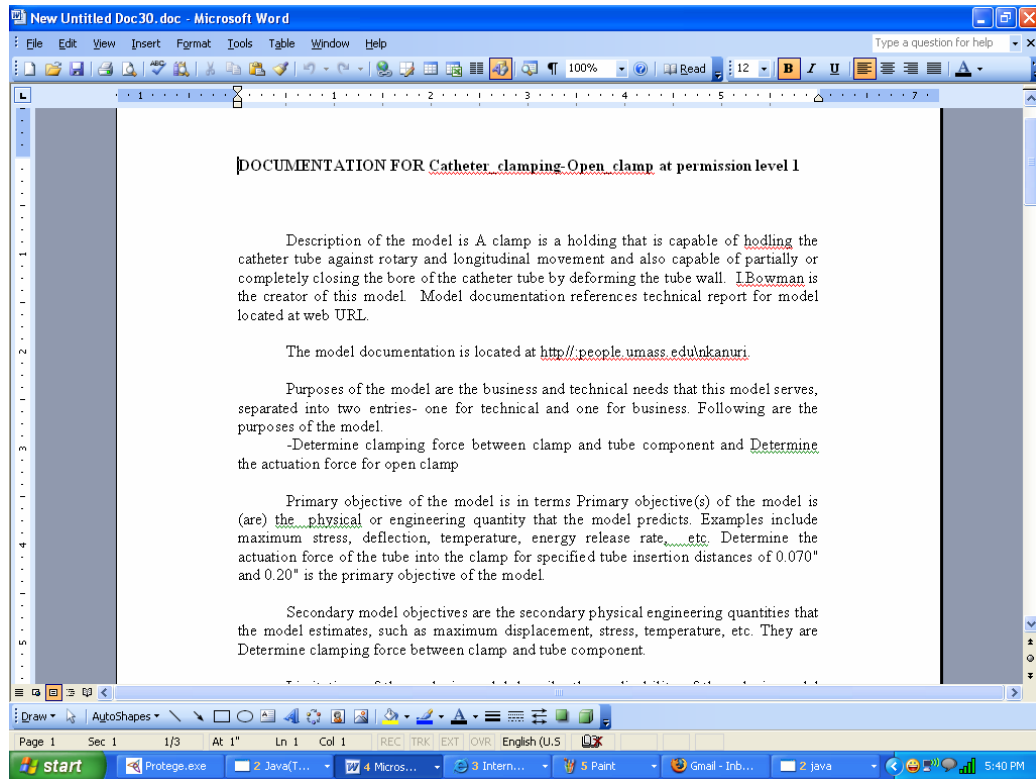 New Untitled Doc30.doc - Microsoft Word
File Edit View Insert Format Tools Table Window Help Type a question for help
100% Read 12 B I U A
1 1 2 3 4 5 7
DOCUMENTATION FOR Catheter_clamping-Open_clamp at permission level 1
Description of the model is A clamp is a holding that is capable of hodling the
catheter tube against rotary and longitudinal movement and also capable of partially or
completely closing the bore of the catheter tube by deforming the tube wall. I.Bowman is
the creator of this model. Model documentation references technical report for model
located at web URL.
The model documentation is located at http//:people.umass.edu\nkanuri.
Purposes of the model are the business and technical needs that this model serves,
separated into two entries- one for technical and one for business. Following are the
purposes of the model.
-Determine clamping force between clamp and tube component and Determine
the actuation force for open clamp
Primary objective of the model is in terms Primary objective(s) of the model is
(are) the physical or engineering quantity that the model predicts. Examples include
maximum stress, deflection, temperature, energy release rate, etc. Determine the
actuation force of the tube into the clamp for specified tube insertion distances of 0.070"
and 0.20" is the primary objective of the model.
Secondary model objectives are the secondary physical engineering quantities that
the model estimates, such as maximum displacement, stress, temperature, etc. They are
Determine clamping force between clamp and tube component.
Draw AutoShapes A
Page 1 Sec 1 1/3 At 1" Ln 1 Col 1 REC TRK EXT OVR English (U.S
start Protege.exe 2 Java(T... 4 Micros... 3 Intern... 5 Paint Gmail - Inb... 2 java 5:40 PM